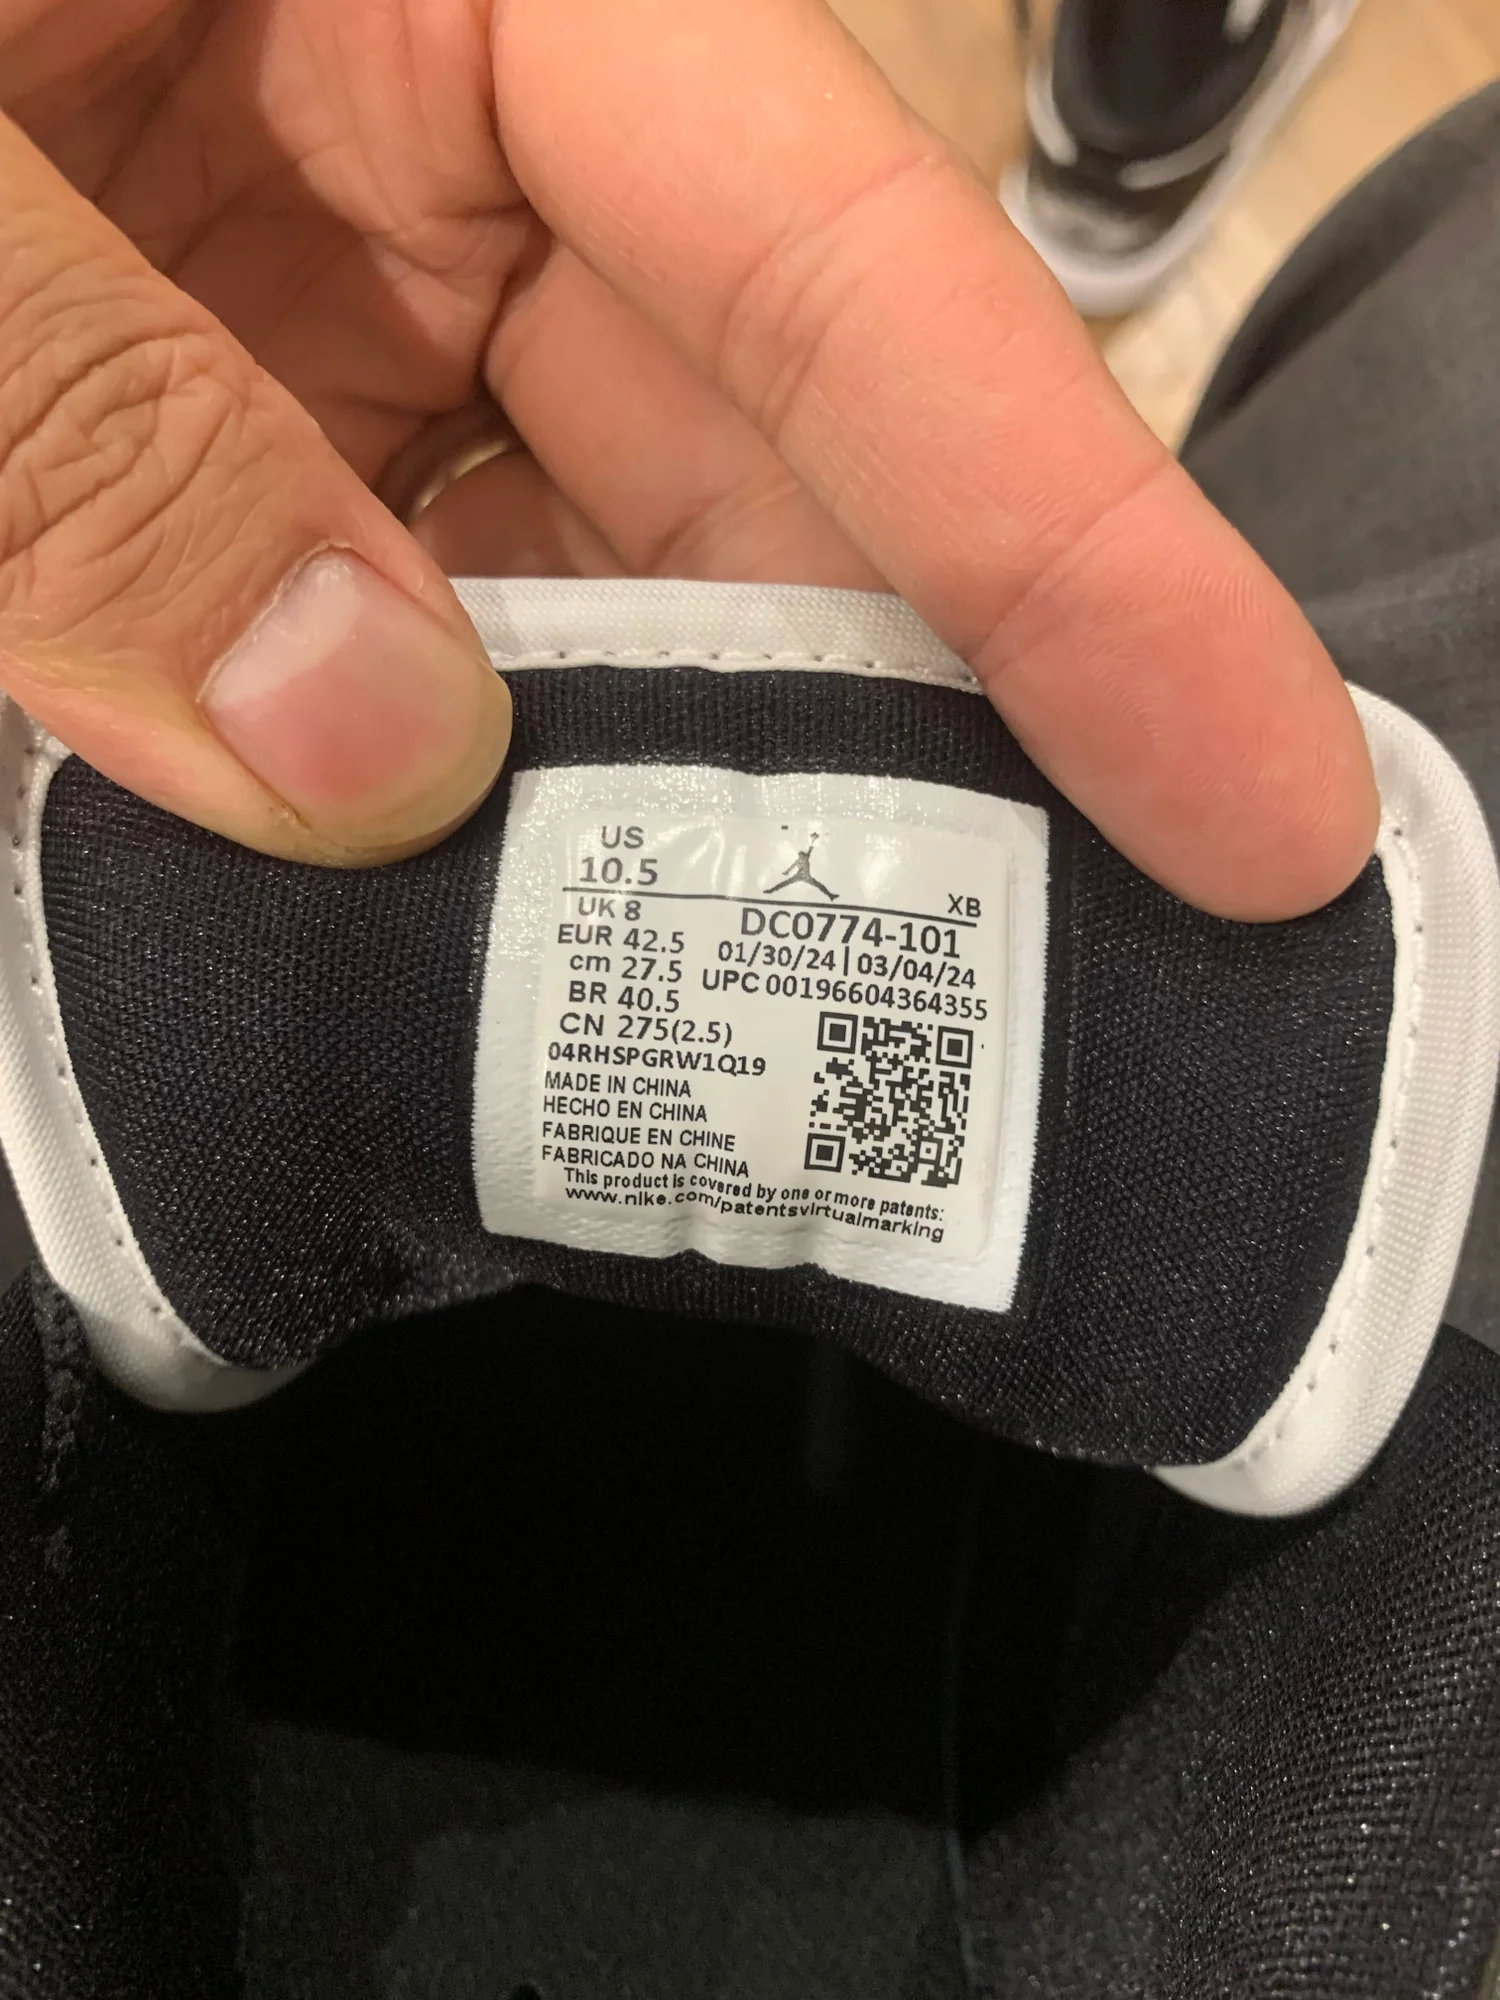 US
10.5
XB
UK 8
DC0774-101
EUR 42.5
01/30/24 | 03/04/24
cm 27.5
UPC 00196604364355
BR 40.5
CN 275(2.5)
04RHSPGRW1Q19
MADE IN CHINA
HECHO EN CHINA
FABRIQUE EN CHINE
FABRICADO NA CHINA
This product is covered by one or more patents:
www.nike.com/patentsvirtualmarking